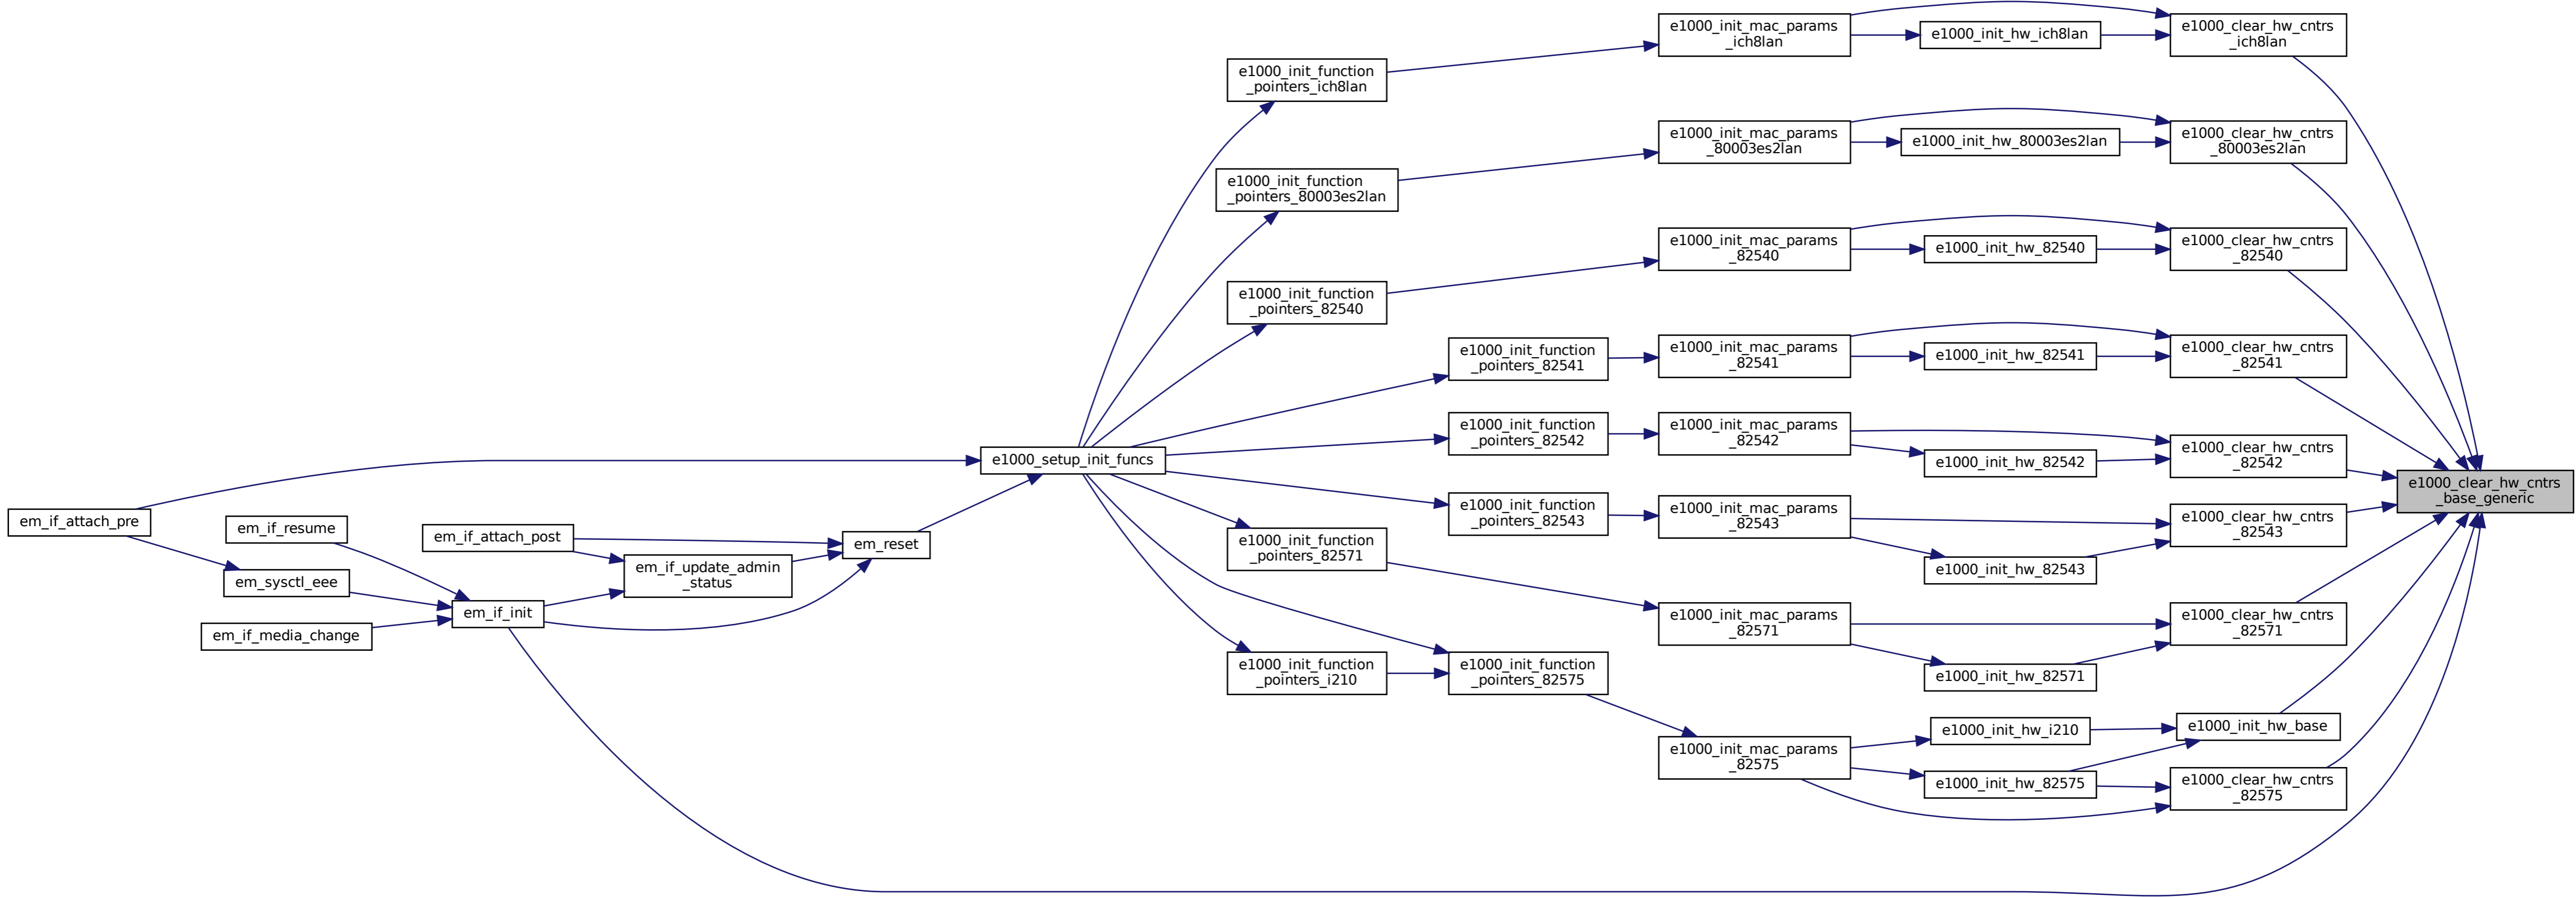 e1000_init_mac_params
_ich8lan
e1000_init_hw_ich8lan
e1000_clear_hw_cntrs
_ich8lan
e1000_init_function
_pointers_ich8lan
e1000_init_mac_params
_80003es2lan
e1000_init_hw_80003es2lan
e1000_clear_hw_cntrs
_80003es2lan
e1000_init_function
_pointers_80003es2lan
e1000_init_mac_params
_82540
e1000_init_hw_82540
e1000_clear_hw_cntrs
_82540
e1000_init_function
_pointers_82540
e1000_init_function
_pointers_82541
e1000_init_mac_params
_82541
e1000_init_hw_82541
e1000_clear_hw_cntrs
_82541
e1000_init_function
_pointers_82542
e1000_init_mac_params
_82542
e1000_init_hw_82542
e1000_clear_hw_cntrs
_82542
e1000_setup_init_funcs
e1000_clear_hw_cntrs
_base_generic
e1000_init_function
_pointers_82543
e1000_init_mac_params
_82543
e1000_init_hw_82543
e1000_clear_hw_cntrs
_82543
em_if_attach_pre
em_if_resume
em_if_attach_post
em_reset
e1000_init_function
_pointers_82571
em_sysctl_eee
em_if_update_admin
_status
em_if_init
em_if_media_change
e1000_init_mac_params
_82571
e1000_init_hw_82571
e1000_clear_hw_cntrs
_82571
e1000_init_function
_pointers_i210
e1000_init_function
_pointers_82575
e1000_init_mac_params
_82575
e1000_init_hw_i210
e1000_init_hw_base
e1000_init_hw_82575
e1000_clear_hw_cntrs
_82575